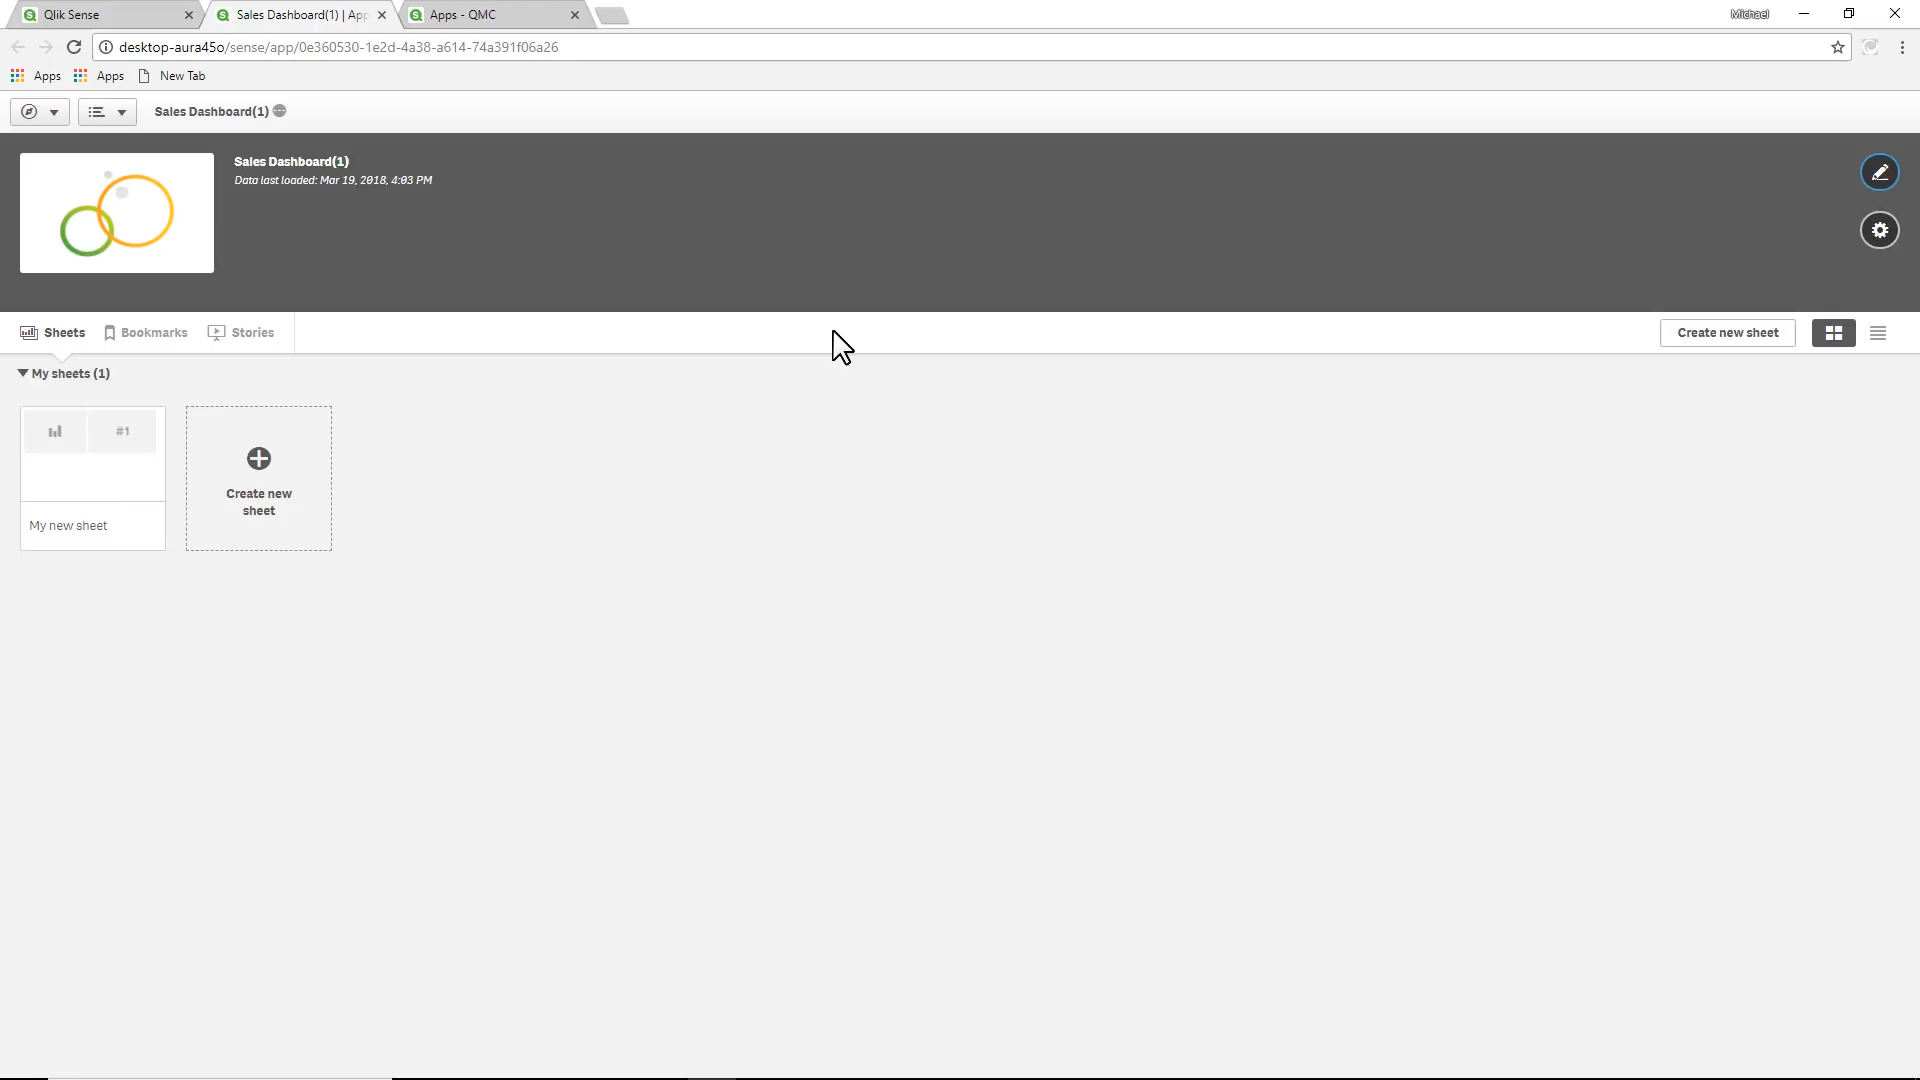 Qlik Sense
Sales Dashboard(1) | App
Apps - QMC
Michael
desktop-aura45o/sense/app/0e360530-1e2d-4a38-a614-74a391f06a26
Apps
Apps
New Tab
Sales Dashboard(1)
Sales Dashboard(1)
Data last loaded: Mar 19, 2018, 4:03 PM
Sheets
Bookmarks
Stories
Create new sheet
My sheets (1)
#1
Create new
sheet
My new sheet